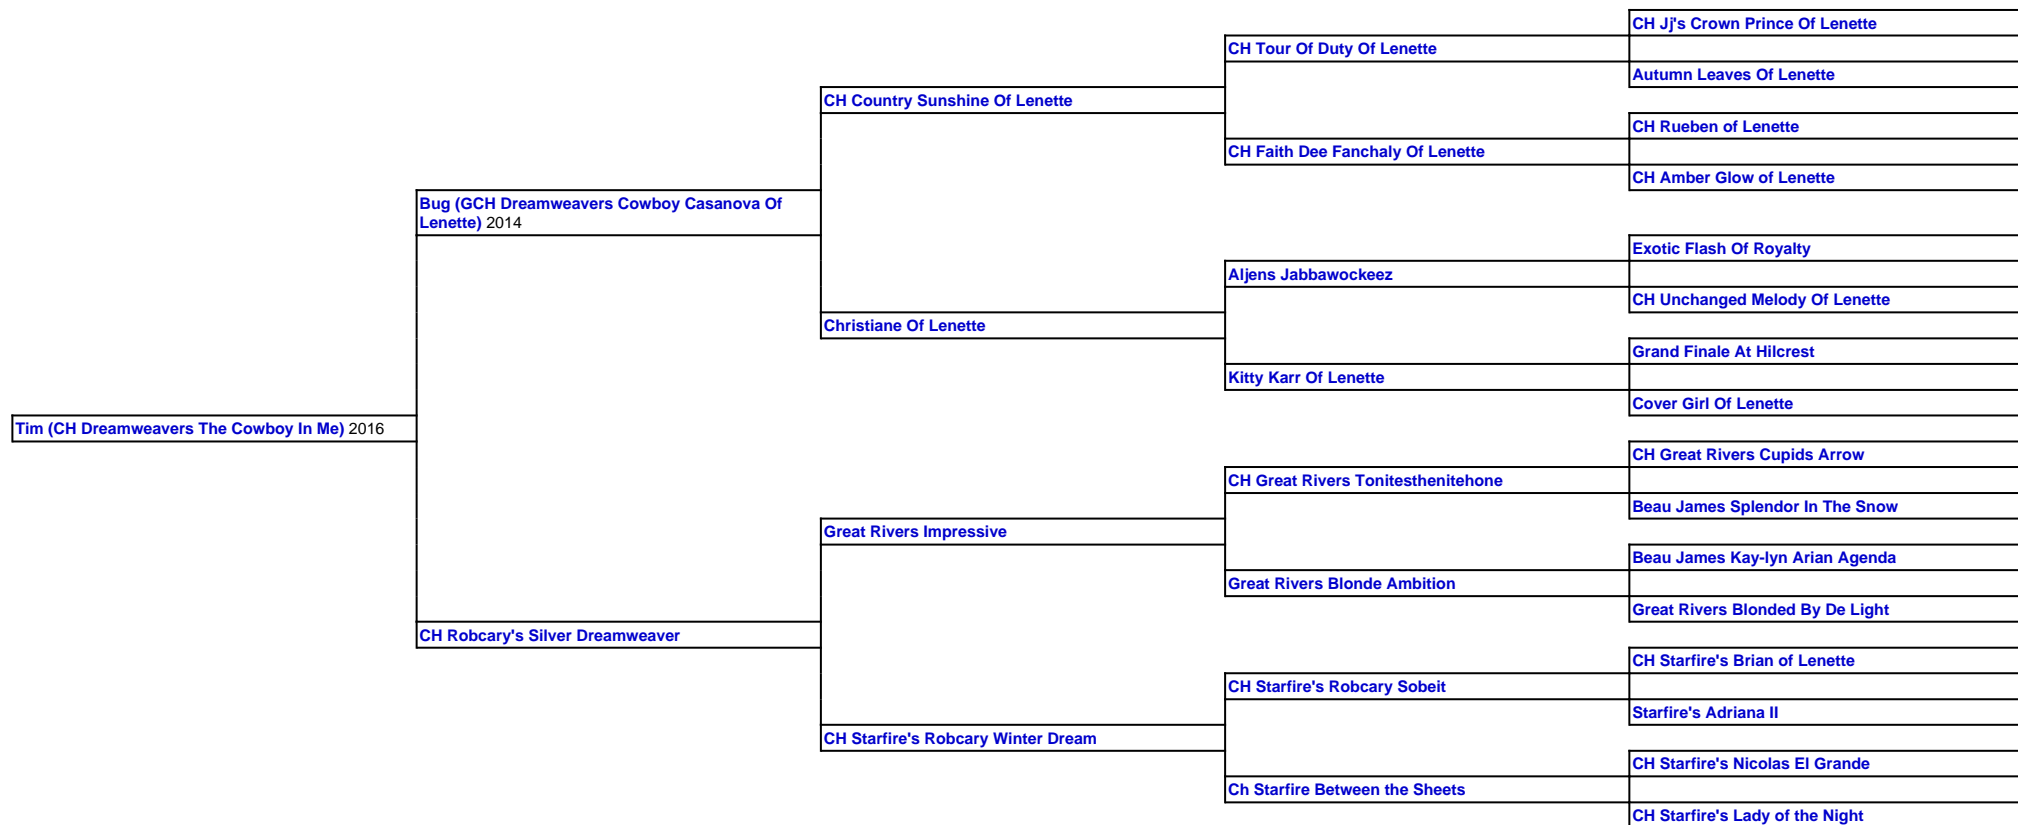 CH Jj's Crown Prince Of Lenette
CH Tour Of Duty Of Lenette
Autumn Leaves Of Lenette
CH Country Sunshine Of Lenette
CH Rueben of Lenette
CH Faith Dee Fanchaly Of Lenette
CH Amber Glow of Lenette
Bug (GCH Dreamweavers Cowboy Casanova Of
Lenette) 2014
Exotic Flash Of Royalty
Aljens Jabbawockeez
CH Unchanged Melody Of Lenette
Christiane Of Lenette
Grand Finale At Hilcrest
Kitty Karr Of Lenette
Cover Girl Of Lenette
Tim (CH Dreamweavers The Cowboy In Me) 2016
CH Great Rivers Cupids Arrow
CH Great Rivers Tonitesthenitehone
Beau James Splendor In The Snow
Great Rivers Impressive
Beau James Kay-lyn Arian Agenda
Great Rivers Blonde Ambition
Great Rivers Blonded By De Light
CH Robcary's Silver Dreamweaver
CH Starfire's Brian of Lenette
CH Starfire's Robcary Sobeit
Starfire's Adriana II
CH Starfire's Robcary Winter Dream
CH Starfire's Nicolas El Grande
Ch Starfire Between the Sheets
CH Starfire's Lady of the Night